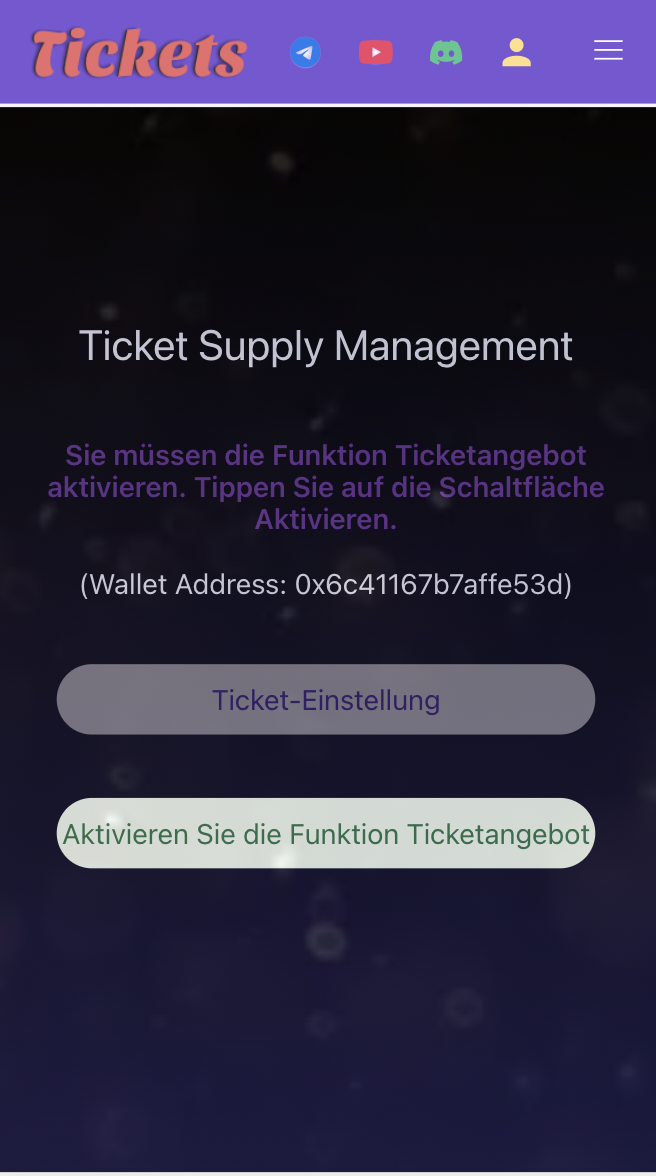 Tickets
Ticket Supply Management
Sie müssen die Funktion Ticketangebot
aktivieren. Tippen Sie auf die Schaltfläche
Aktivieren.
(Wallet Address: 0x6c41167b7affe53d)
Ticket-Einstellung
Aktivieren Sie die Funktion Ticketangebot